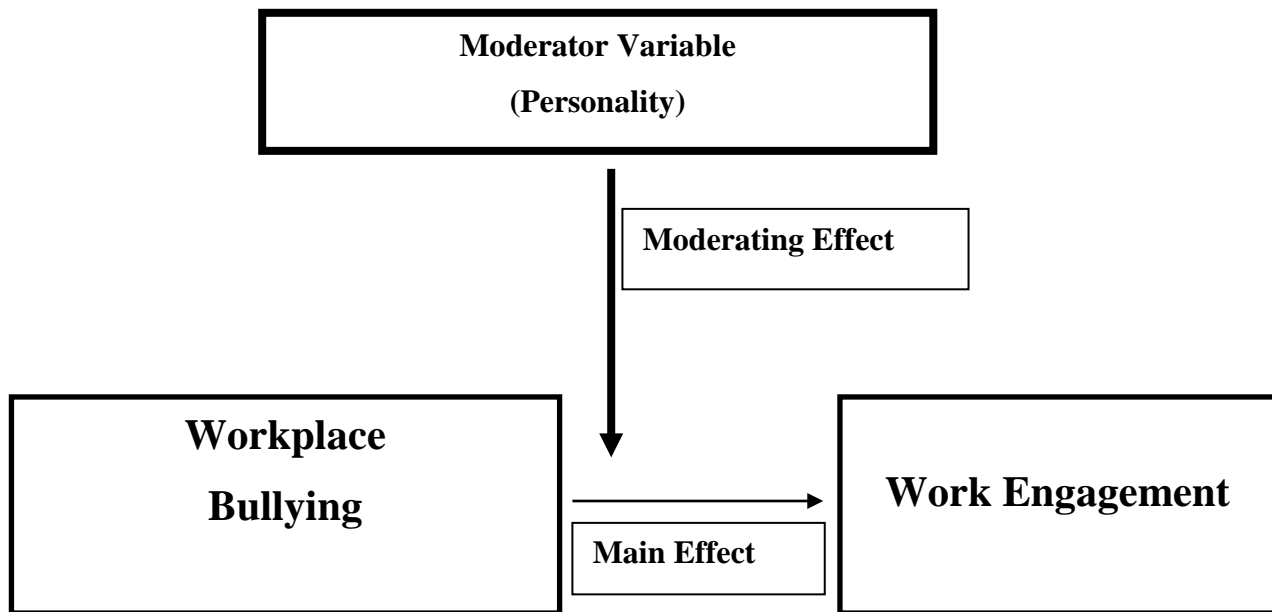 Moderator Variable
(Personality)
Moderating Effect
Workplace
Bullying
Work Engagement
Main Effect